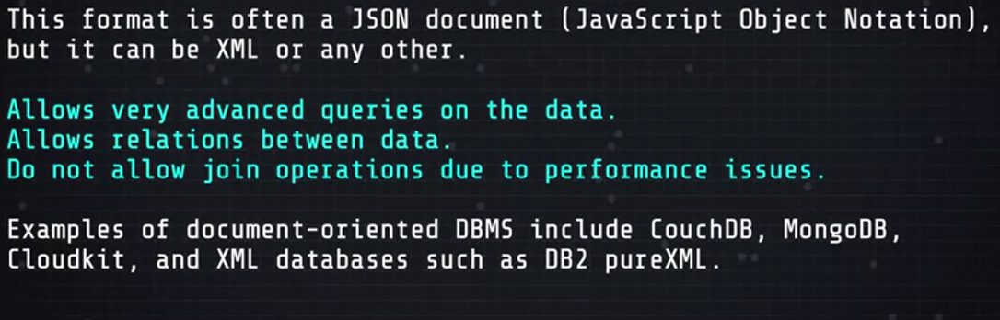 This format is often a JSON document (JavaScript Object Notation),
but it can be XML or any other.
Allows very advanced queries on the data.
Allows relations between data.
Do not allow join operations due to performance issues.
Examples of document-oriented DBMS include CouchDB, MongoDB,
Cloudkit, and XML databases such as DB2 pureXML.